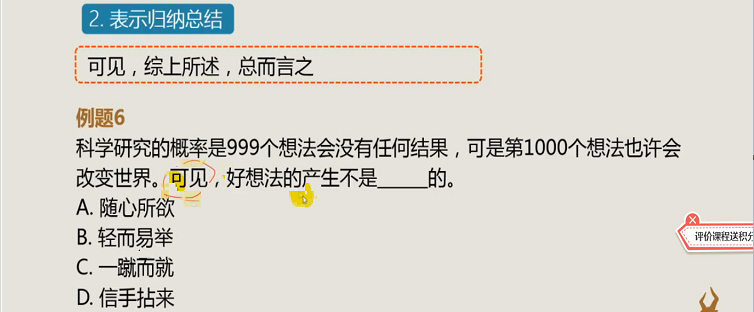 2. 表示归纳总结
可见，综上所述，总而言之
例题6
科学研究的概率是999个想法会没有任何结果，可是第1000个想法也许会
改变世界。可见，好想法的产生不是_____的。
A. 随心所欲
B. 轻而易举
C. 一蹴而就
D. 信手拈来
评价课程送积分